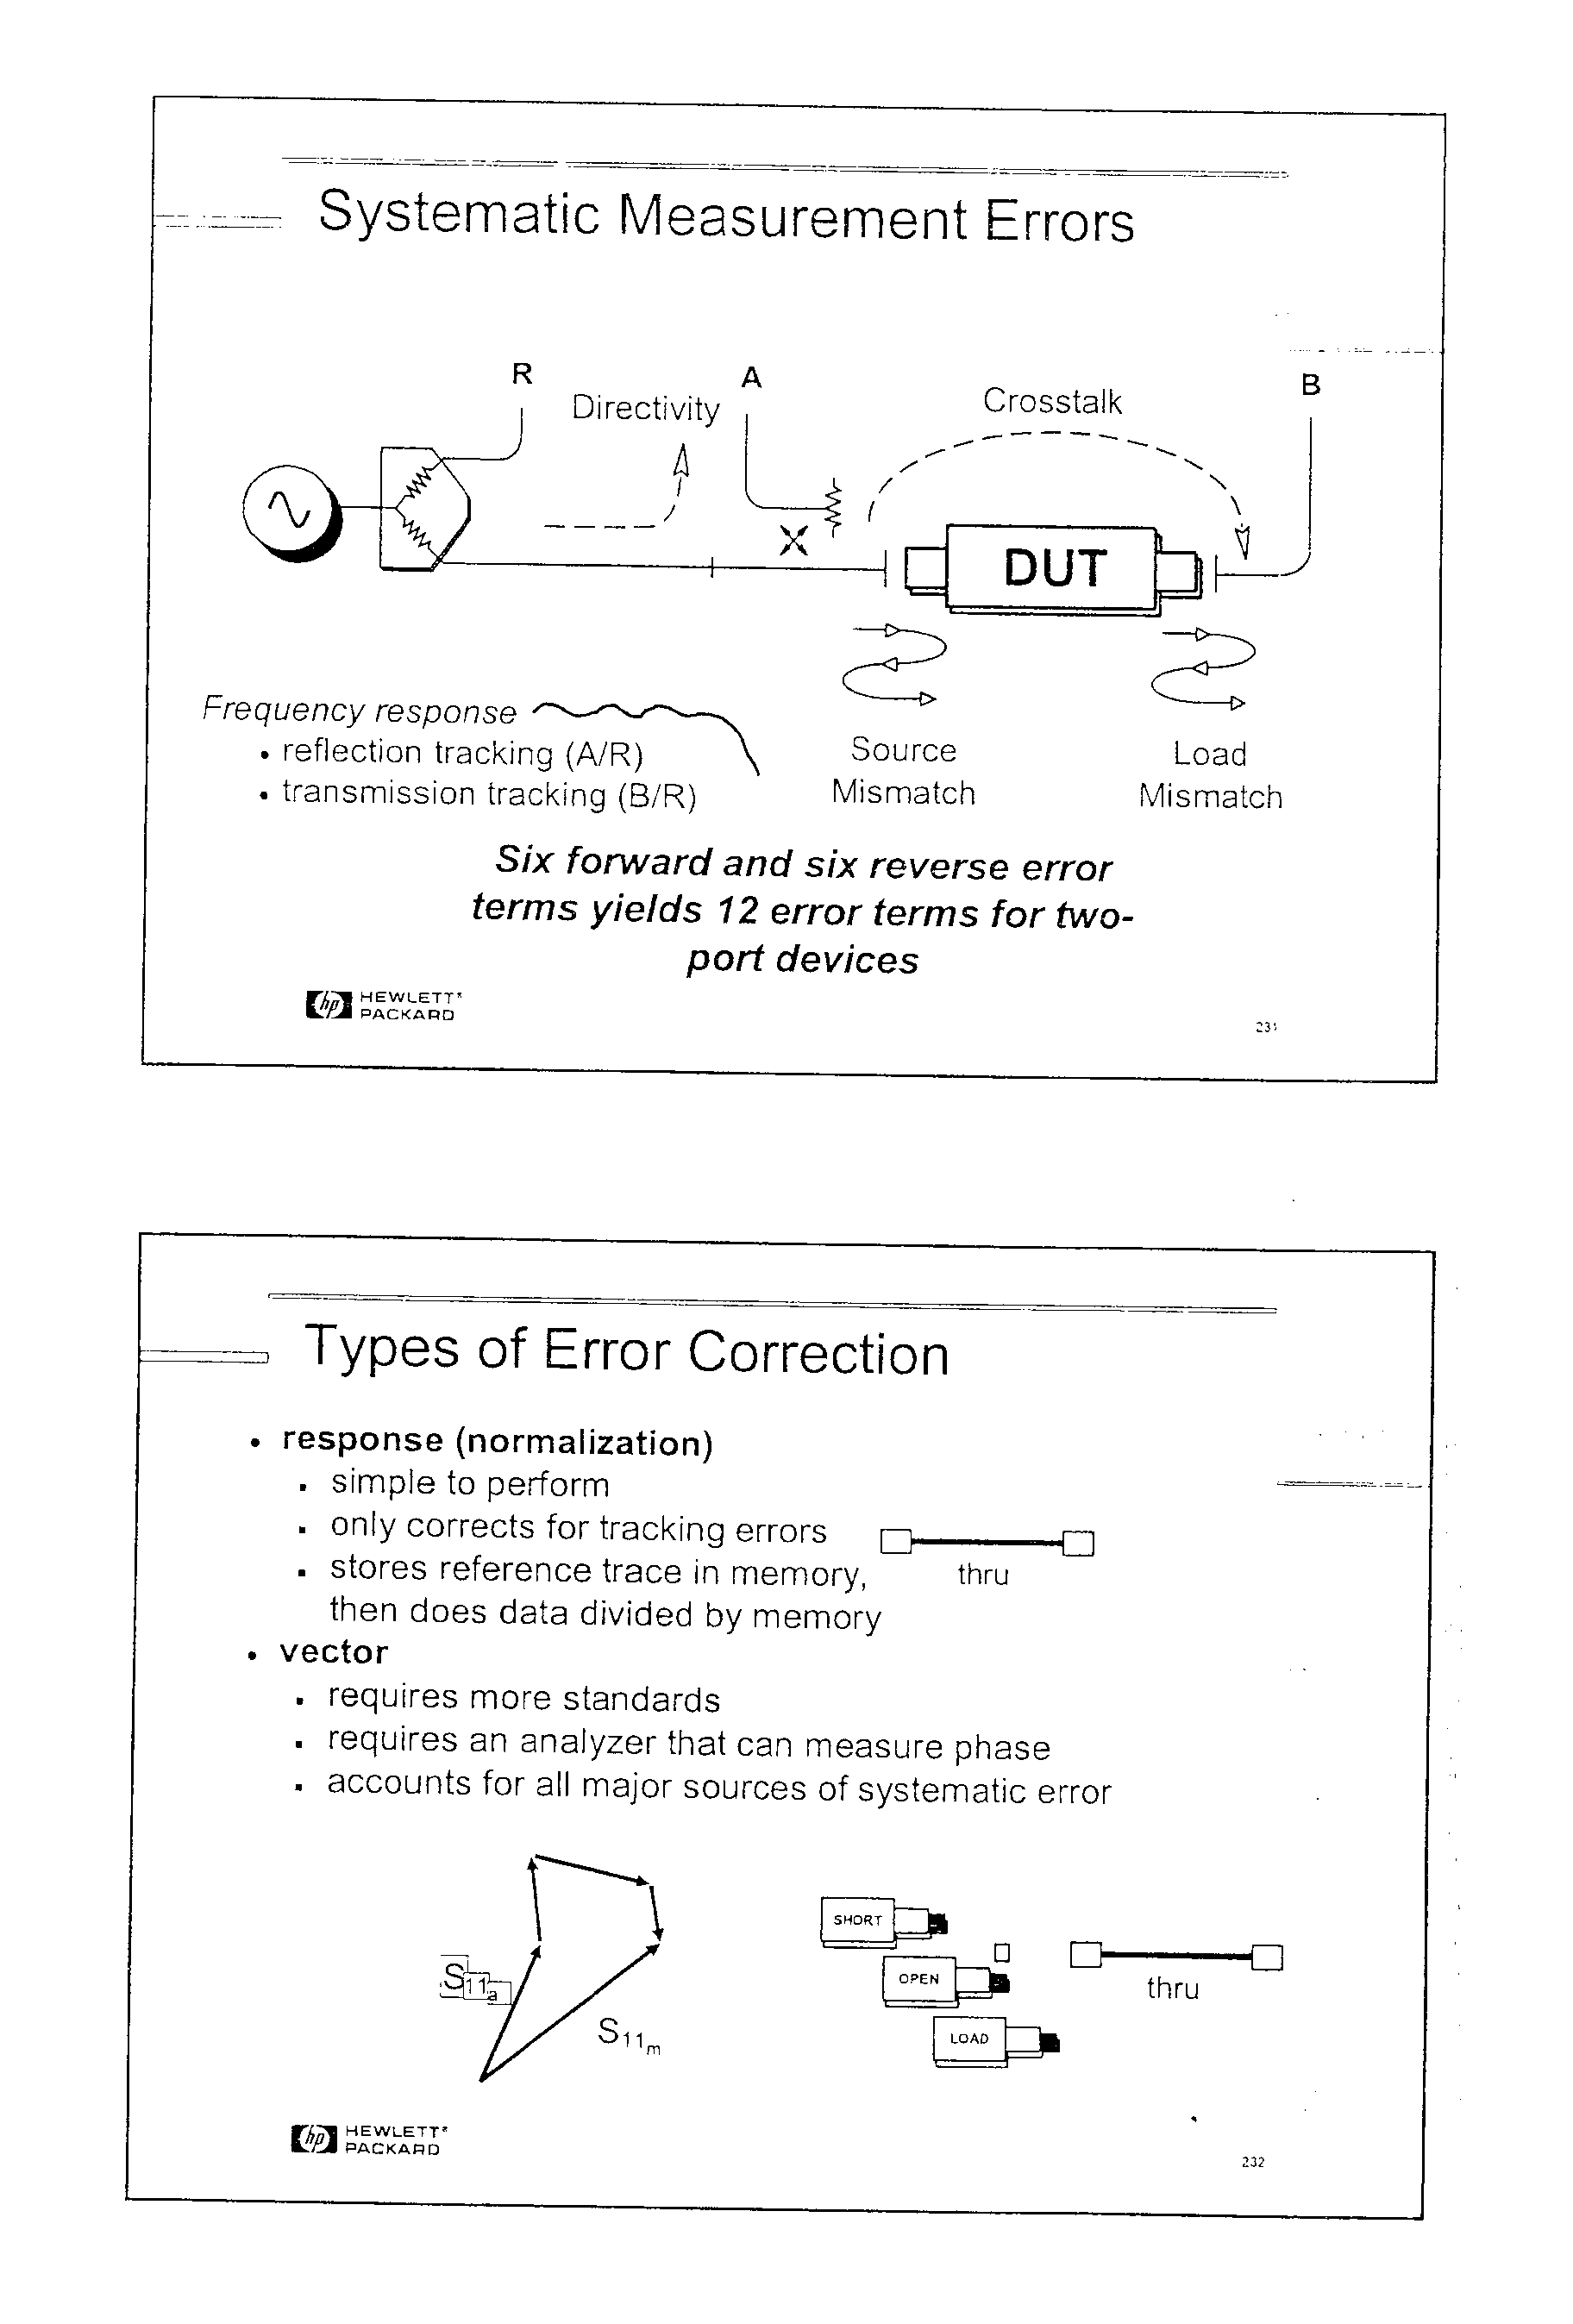 Systematic Measurement Errors
R
A
B
Directivity
Crosstalk
DUT
Frequency response
• reflection tracking (A/R)
• transmission tracking (B/R)
Source
Mismatch
Load
Mismatch
Six forward and six reverse error
terms yields 12 error terms for two-
port devices
hp HEWLETT®
PACKARD
231
Types of Error Correction
• response (normalization)
• simple to perform
• only corrects for tracking errors
• stores reference trace in memory,
then does data divided by memory
thru
• vector
• requires more standards
• requires an analyzer that can measure phase
• accounts for all major sources of systematic error
S11a
S11m
SHORT
OPEN
LOAD
thru
hp HEWLETT®
PACKARD
232